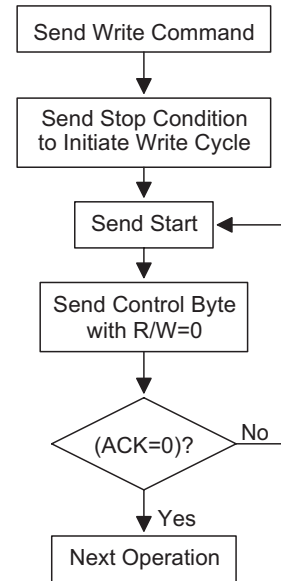 Send Write Command
Send Stop Condition
to Initiate Write Cycle
Send Start
Send Control Byte
with R/W=0
(ACK=0)?
No
Yes
Next Operation